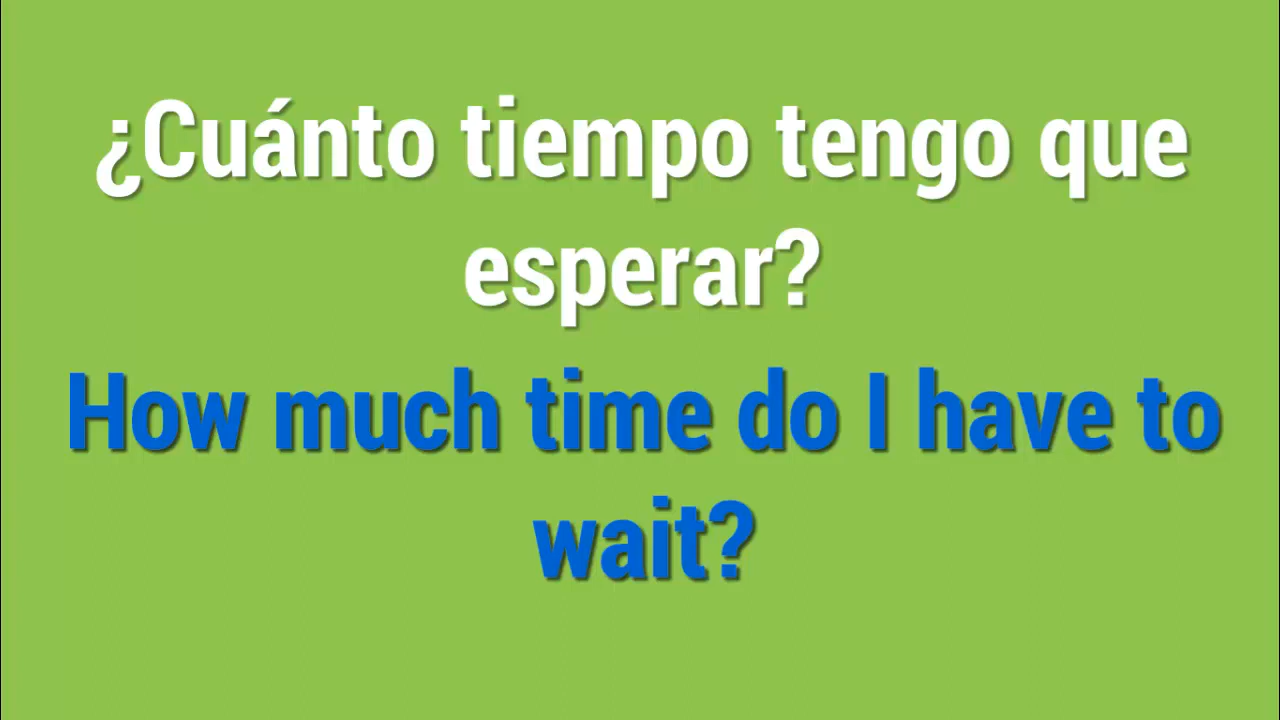 ¿Cuánto tiempo tengo que
esperar?
How much time do I have to
wait?